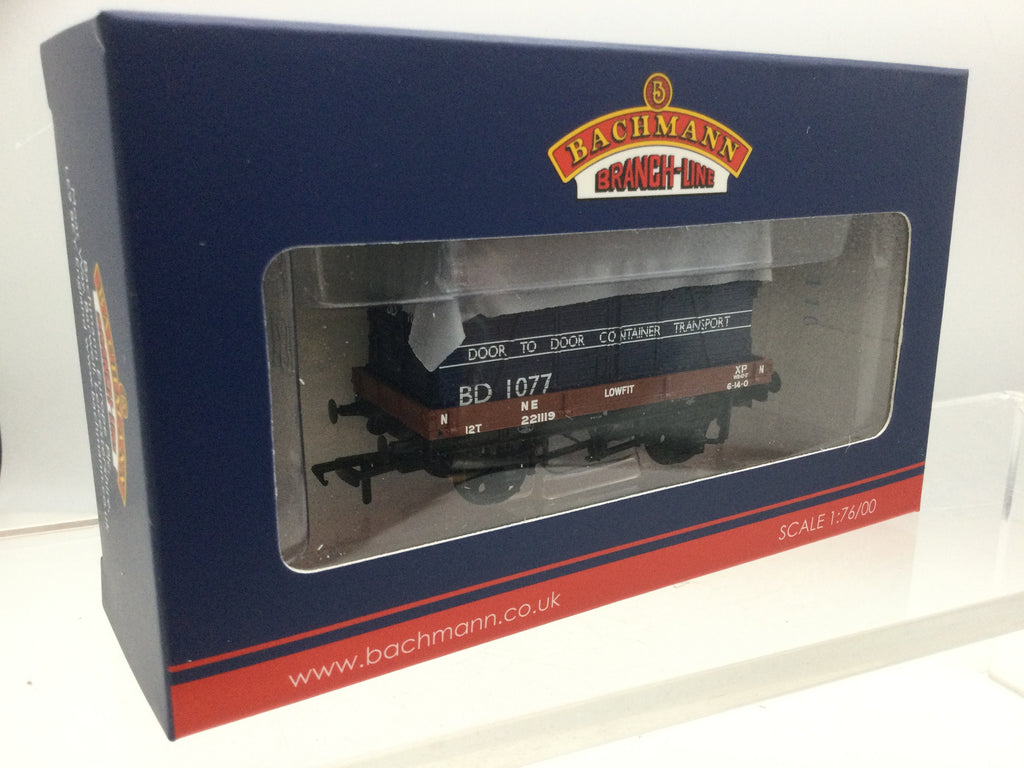 B
BACHMANN
BRANCH-LINE
DOOR TO DOOR CONTAINER TRANSPORT
BD 1077
N 12T
NE
221119
LOWFIT
XP N
6-14-0
SCALE 1:76/00
www.bachmann.co.uk